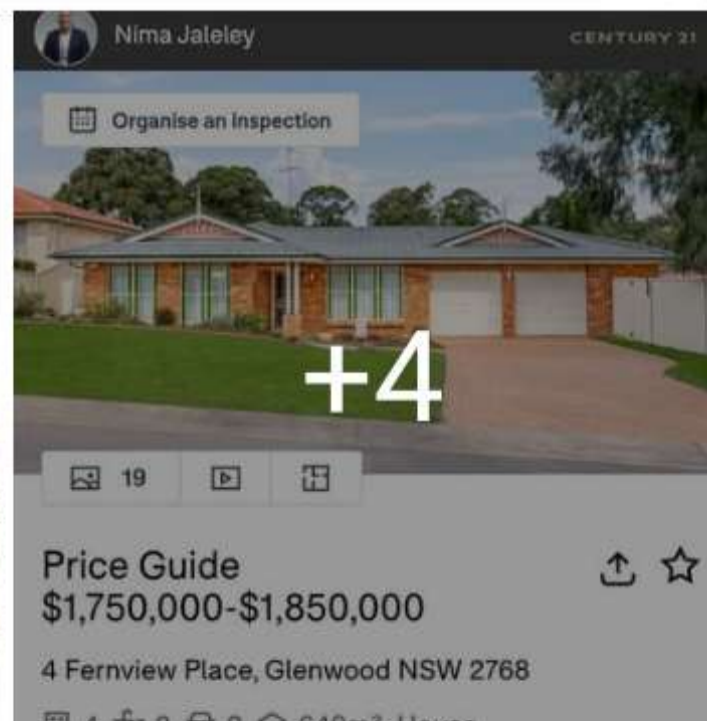 Nima Jaleley CENTURY 21
Organise an Inspection
+4
19
Price Guide
$1,750,000-$1,850,000
4 Fernview Place, Glenwood NSW 2768